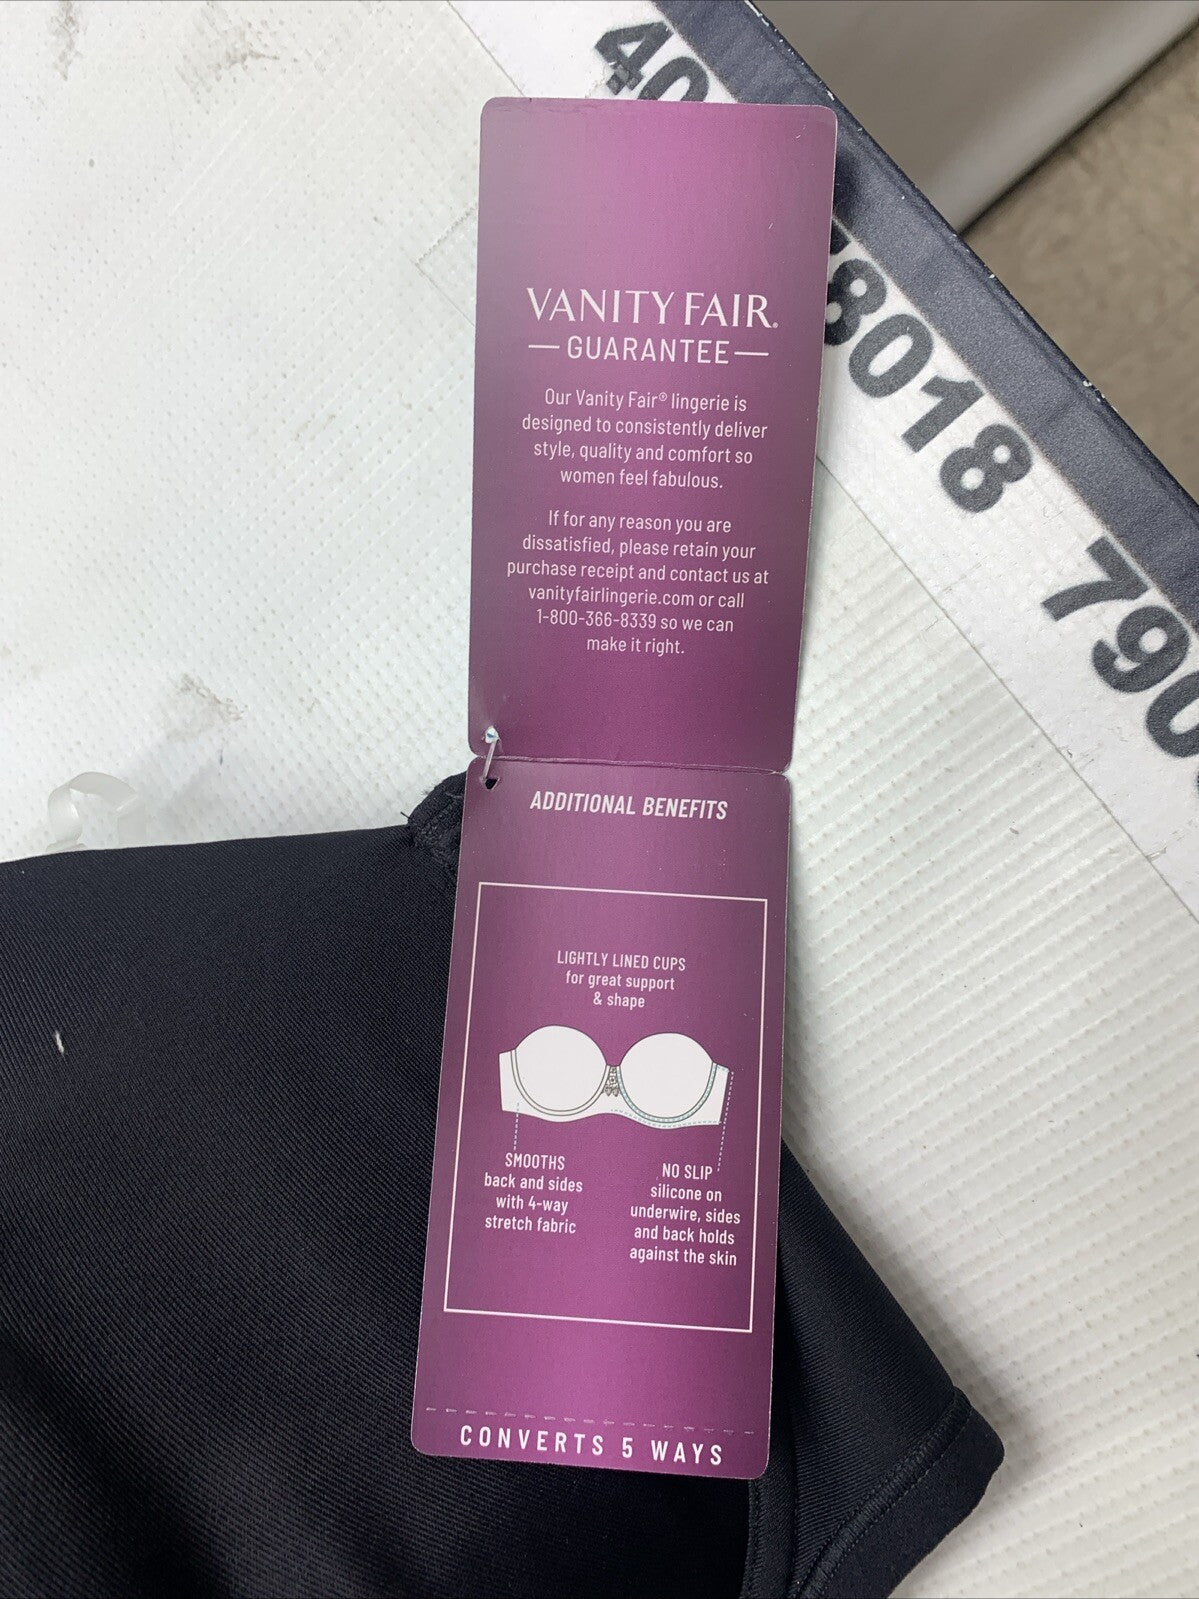 40
78018
790
VANITY FAIR®
GUARANTEE
Our Vanity Fair® lingerie is
designed to consistently deliver
style, quality and comfort so
women feel fabulous.
If for any reason you are
dissatisfied, please retain your
purchase receipt and contact us at
vanityfairlingerie.com or call
1-800-366-8339 so we can
make it right.
ADDITIONAL BENEFITS
LIGHTLY LINED CUPS
for great support
& shape
SMOOTHS
back and sides
with 4-way
stretch fabric
NO SLIP
silicone on
underwire, sides
and back holds
against the skin
CONVERTS 5 WAYS